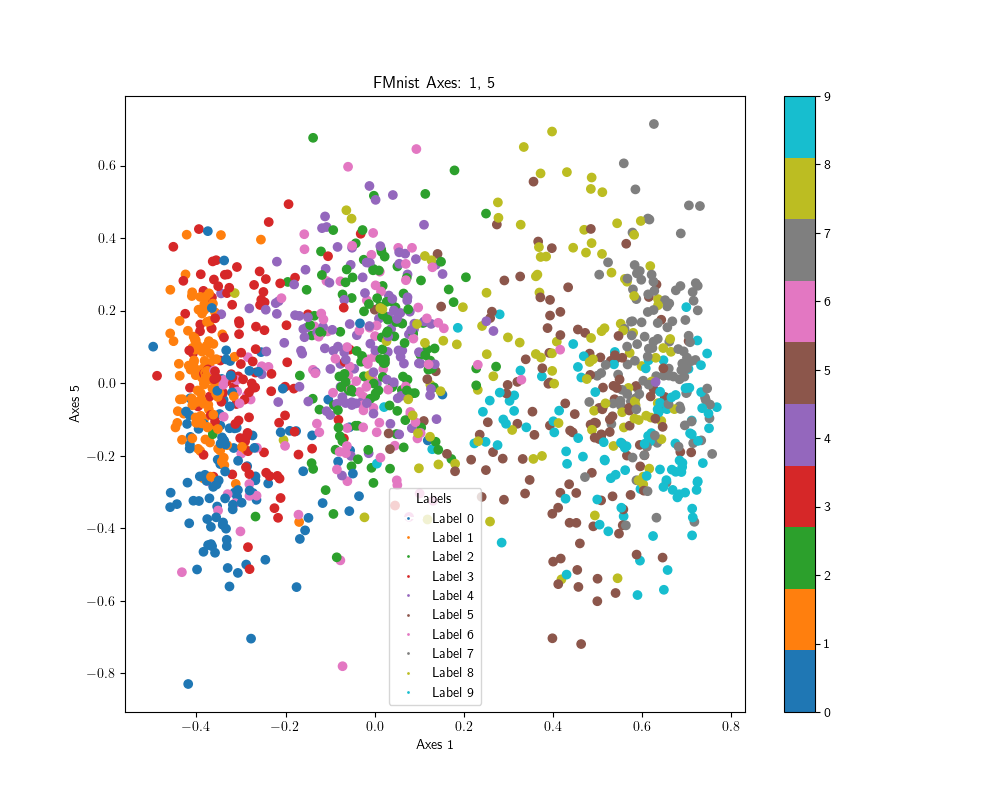 FMnist Axes: 1, 5
Axes 5
0.6
0.4
0.2
0.0
−0.2
−0.4
−0.6
−0.8
−0.4
−0.2
0.0
0.2
0.4
0.6
0.8
Axes 1
Labels
Label 0
Label 1
Label 2
Label 3
Label 4
Label 5
Label 6
Label 7
Label 8
Label 9
9
8
7
6
5
4
3
2
1
0